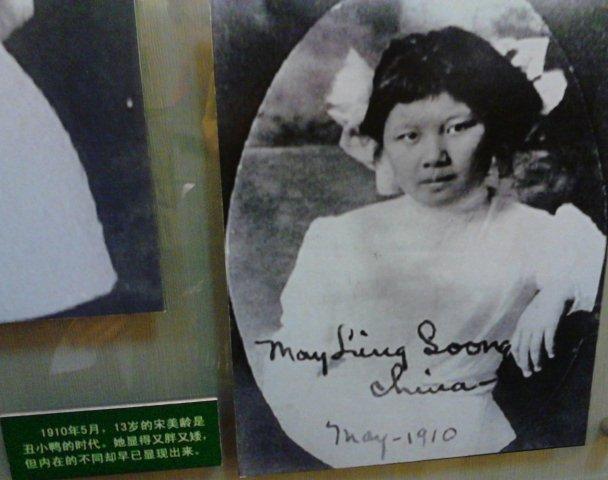 May Ling Soong
China
May-1910
1910年5月，13岁的宋美龄是
丑小鸭的时代。她显得又胖又矮，
但内在的不同却早已显现出来。